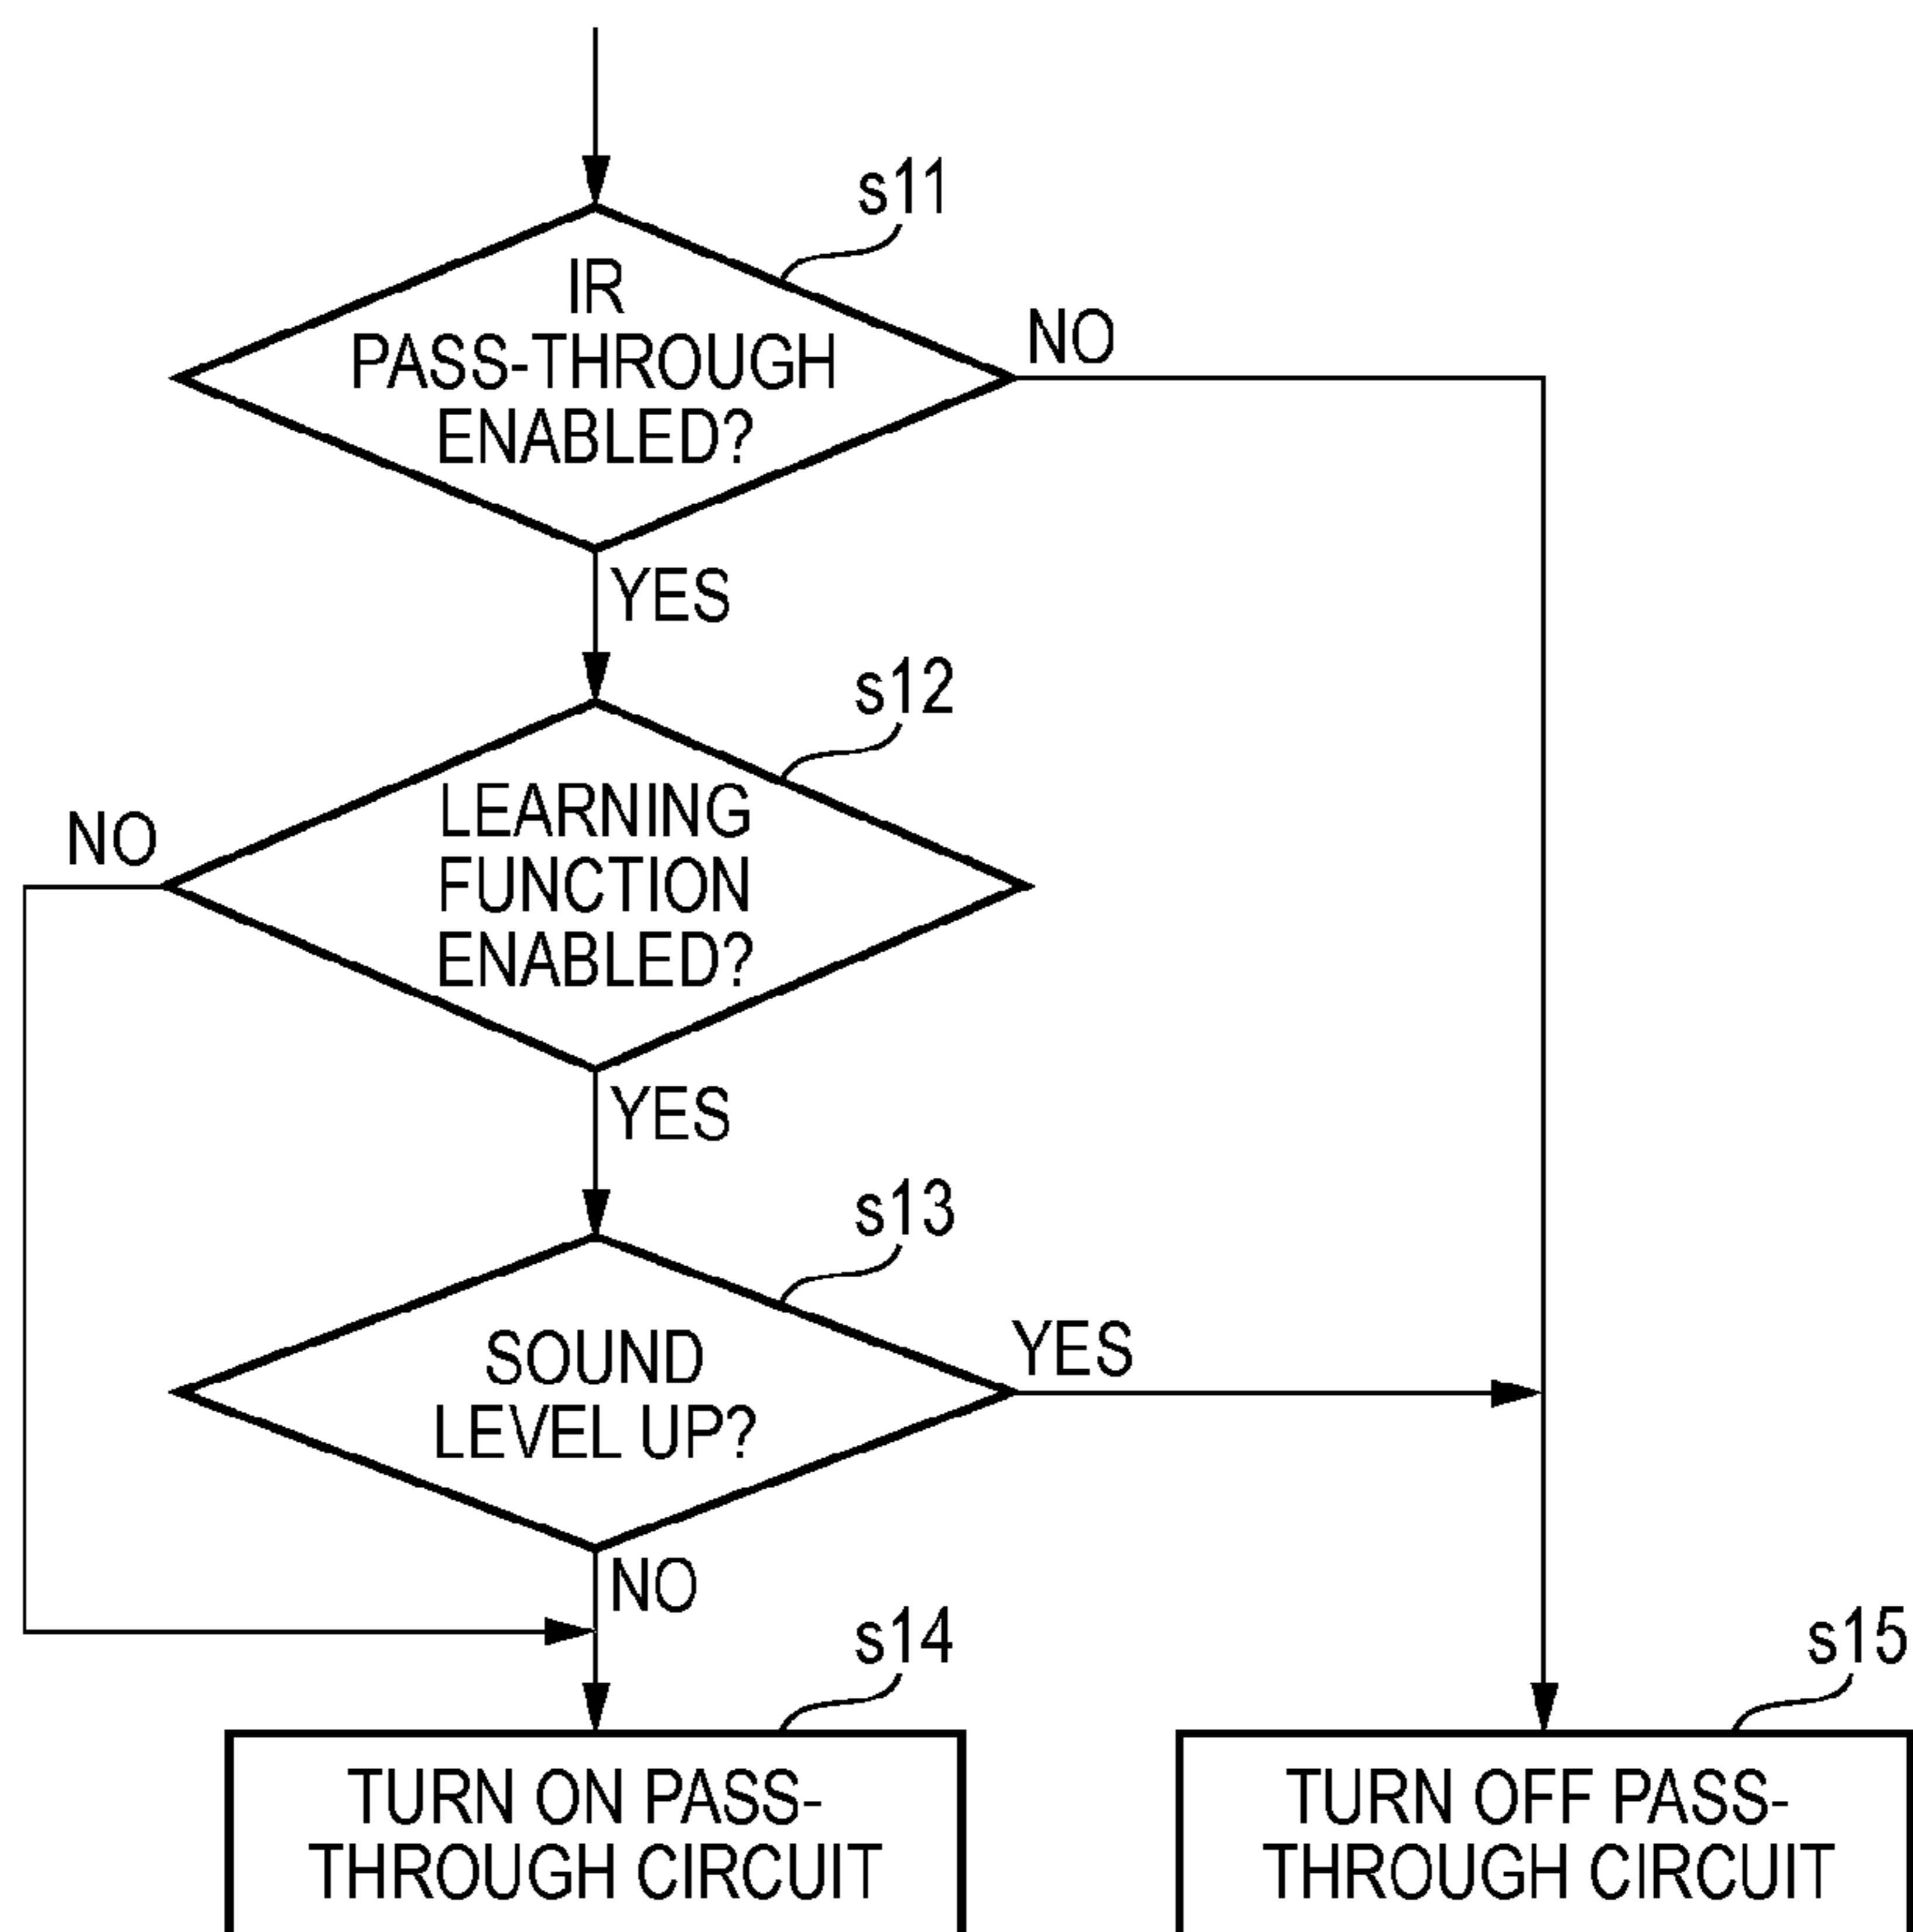 s11
IR
PASS-THROUGH
ENABLED?
NO
YES
s12
LEARNING
FUNCTION
ENABLED?
NO
YES
s13
SOUND
LEVEL UP?
YES
NO
s14
TURN ON PASS-
THROUGH CIRCUIT
s15
TURN OFF PASS-
THROUGH CIRCUIT